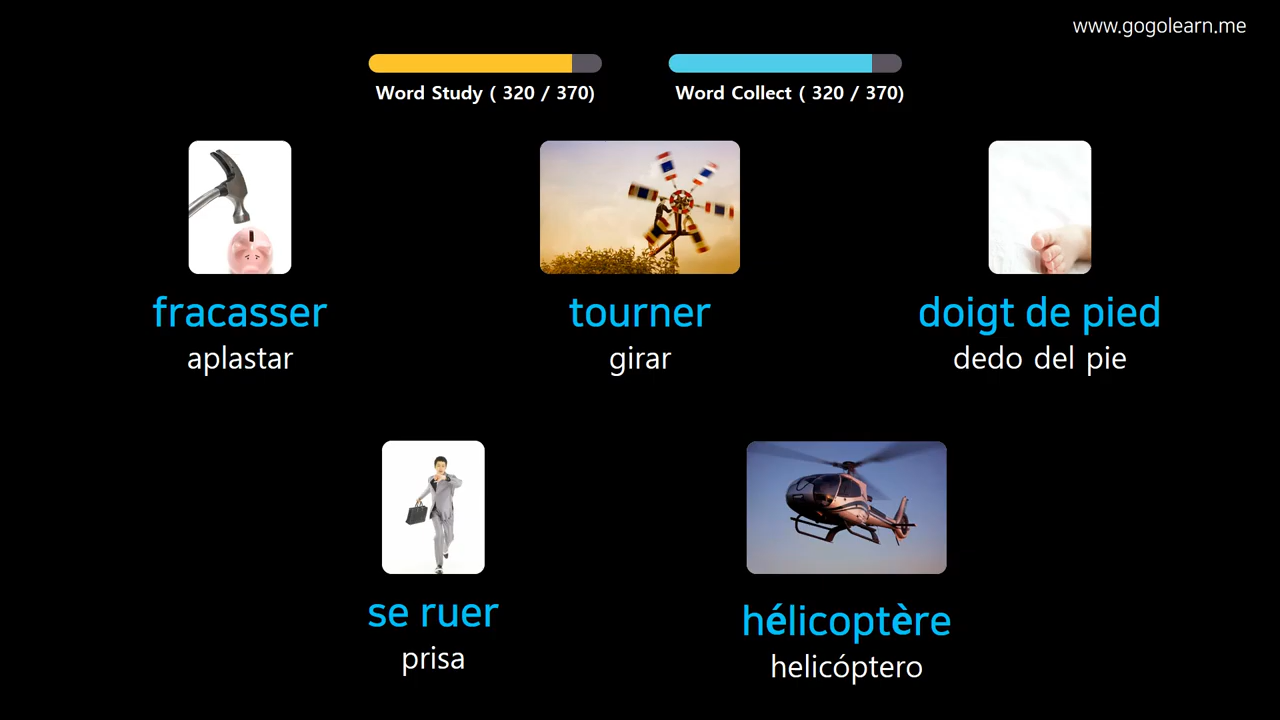 www.gogolearn.me
Word Study ( 320 / 370)
Word Collect ( 320 / 370)
fracasser
aplastar
tourner
girar
doigt de pied
dedo del pie
se ruer
prisa
hélicoptère
helicóptero